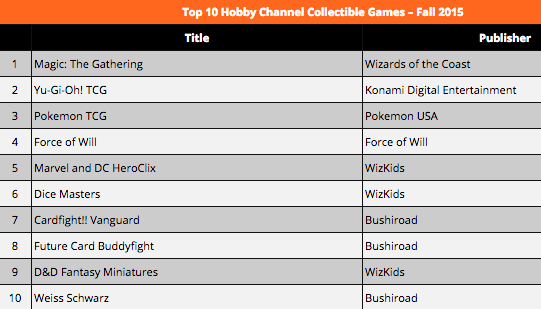 Top 10 Hobby Channel Collectible Games – Fall 2015
Title Publisher
1 Magic: The Gathering Wizards of the Coast
2 Yu-Gi-Oh! TCG Konami Digital Entertainment
3 Pokemon TCG Pokemon USA
4 Force of Will Force of Will
5 Marvel and DC HeroClix WizKids
6 Dice Masters WizKids
7 Cardfight!! Vanguard Bushiroad
8 Future Card Buddyfight Bushiroad
9 D&D Fantasy Miniatures WizKids
10 Weiss Schwarz Bushiroad